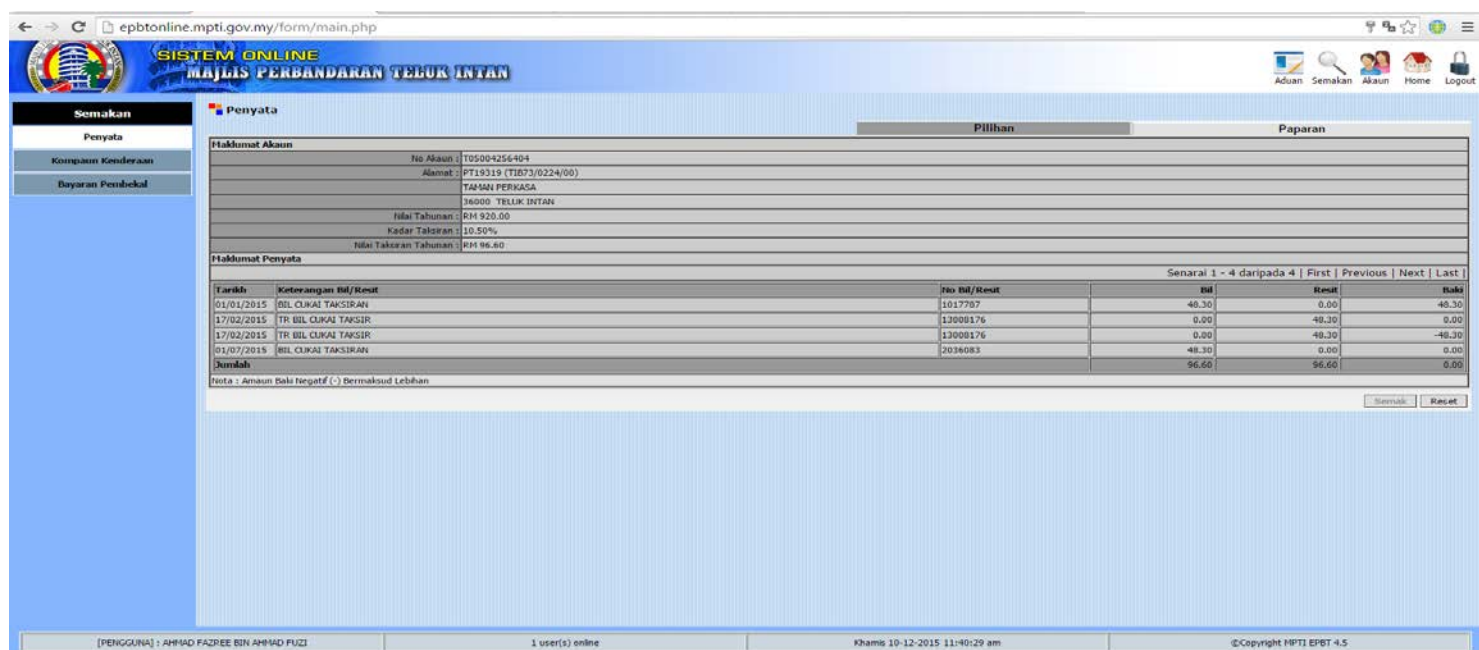 epbtonline.mpti.gov.my/form/main.php
SISTEM ONLINE
MAJLIS PERBANDARAN TELUK INTAN
Aduan Semakan Akaun Home Logout
Semakan
Penyata
Kompaun Kenderaan
Bayaran Pembekal
Penyata
Pilihan Paparan
Maklumat Akaun
No Akaun : T05004256404
Alamat : PT19319 (TIB73/0224/00)
TAMAN PERKASA
36000 TELUK INTAN
Nilai Tahunan : RM 920.00
Kadar Taksiran : 10.50%
Nilai Taksiran Tahunan : RM 96.60
Maklumat Penyata
Senarai 1 - 4 daripada 4 | First | Previous | Next | Last |
Tarikh Keterangan Bil/Resit No Bil/Resit Bil Resit Baki
01/01/2015 BIL CUKAI TAKSIRAN 1017787 48.30 0.00 48.30
17/02/2015 TR BIL CUKAI TAKSIR 13008176 0.00 48.30 0.00
17/02/2015 TR BIL CUKAI TAKSIR 13008176 0.00 48.30 -48.30
01/07/2015 BIL CUKAI TAKSIRAN 2036083 48.30 0.00 0.00
Jumlah 96.60 96.60 0.00
Nota : Amaun Baki Negatif (-) Bermaksud Lebihan
Semak Reset
[PENGGUNA] : AHMAD FAZREE BIN AHMAD FUZI 1 user(s) online Khamis 10-12-2015 11:40:29 am ©Copyright MPTI EPBT 4.5